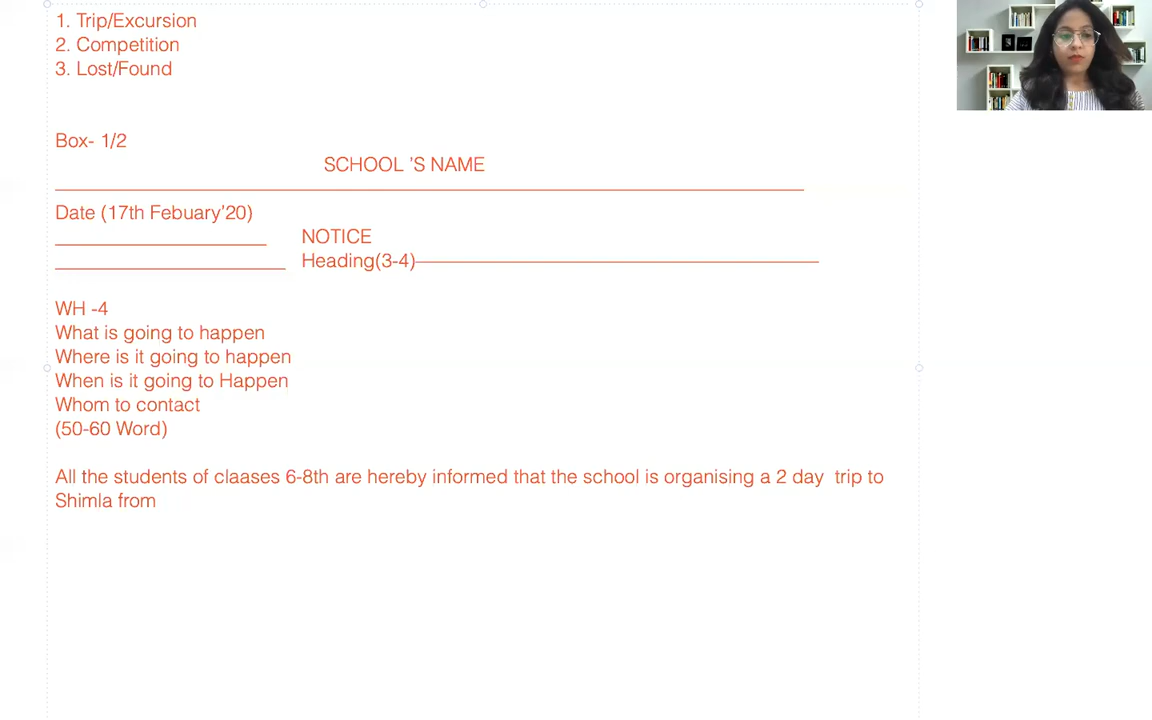 1. Trip/Excursion
2. Competition
3. Lost/Found
Box- 1/2
SCHOOL 'S NAME
Date (17th Febuary'20)
NOTICE
Heading(3-4)
WH -4
What is going to happen
Where is it going to happen
When is it going to Happen
Whom to contact
(50-60 Word)
All the students of claases 6-8th are hereby informed that the school is organising a 2 day trip to
Shimla from